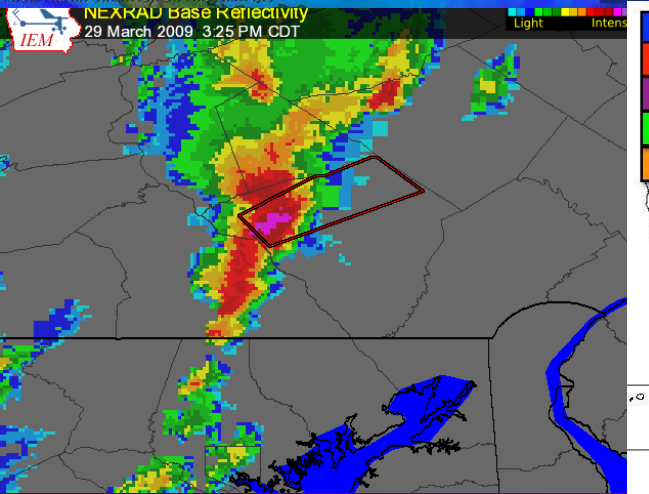 NEXRAD Base Reflectivity
IEM
29 March 2009 3:25 PM CDT
Light Intens